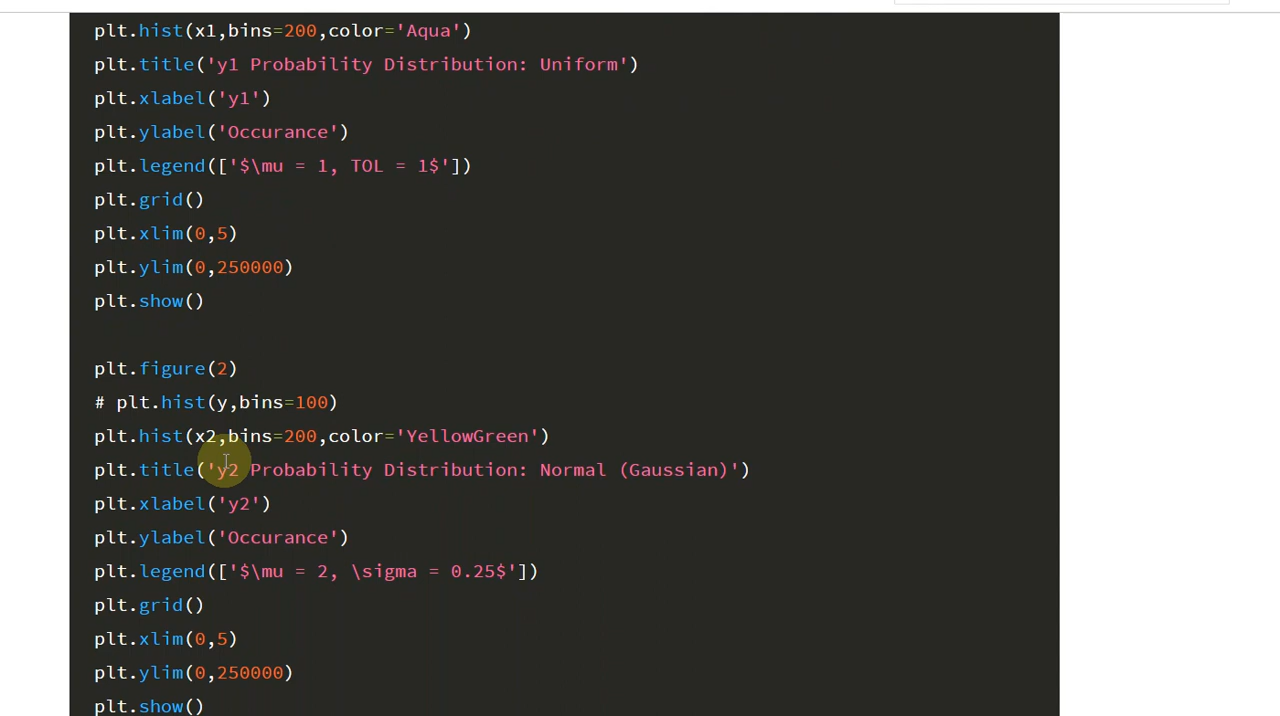 plt.hist(x1,bins=200,color='Aqua')
plt.title('y1 Probability Distribution: Uniform')
plt.xlabel('y1')
plt.ylabel('Occurance')
plt.legend(['$\mu = 1, TOL = 1$'])
plt.grid()
plt.xlim(0,5)
plt.ylim(0,250000)
plt.show()
plt.figure(2)
# plt.hist(y,bins=100)
plt.hist(x2,bins=200,color='YellowGreen')
plt.title('y2 Probability Distribution: Normal (Gaussian)')
plt.xlabel('y2')
plt.ylabel('Occurance')
plt.legend(['$\mu = 2, \sigma = 0.25$'])
plt.grid()
plt.xlim(0,5)
plt.ylim(0,250000)
plt.show()